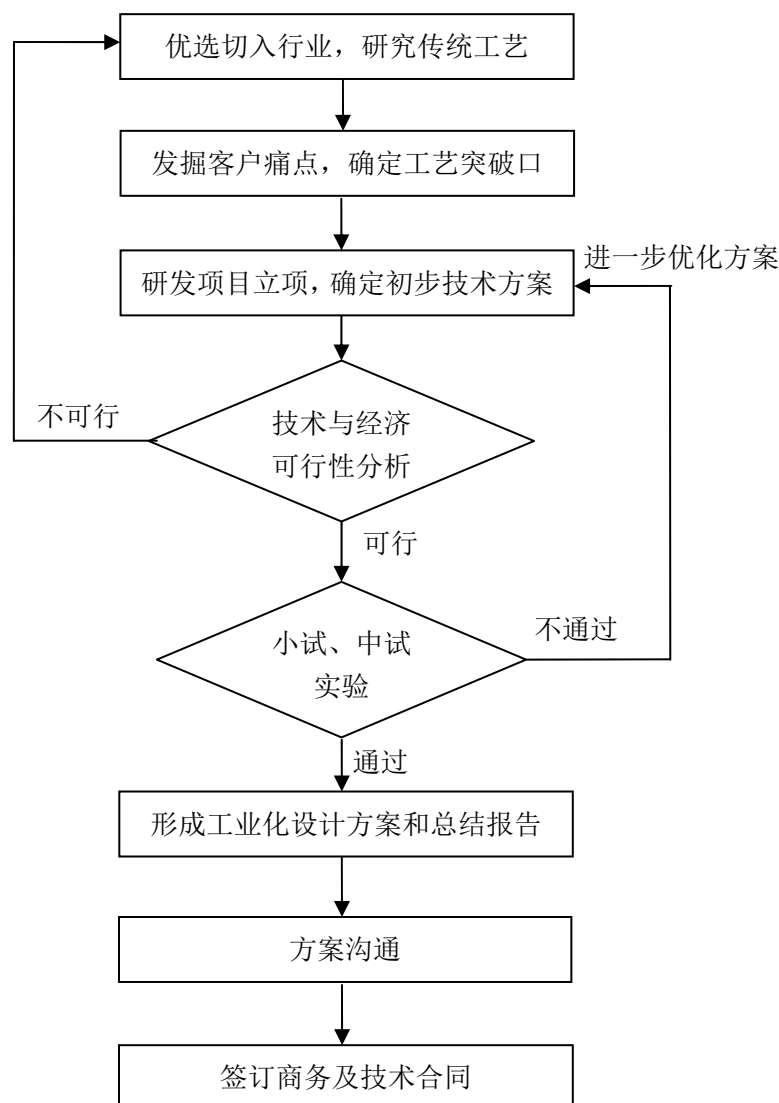 优选切入行业，研究传统工艺
发掘客户痛点，确定工艺突破口
进一步优化方案
研发项目立项，确定初步技术方案
不可行
技术与经济
可行性分析
可行
不通过
小试、中试
实验
通过
形成工业化设计方案和总结报告
方案沟通
签订商务及技术合同